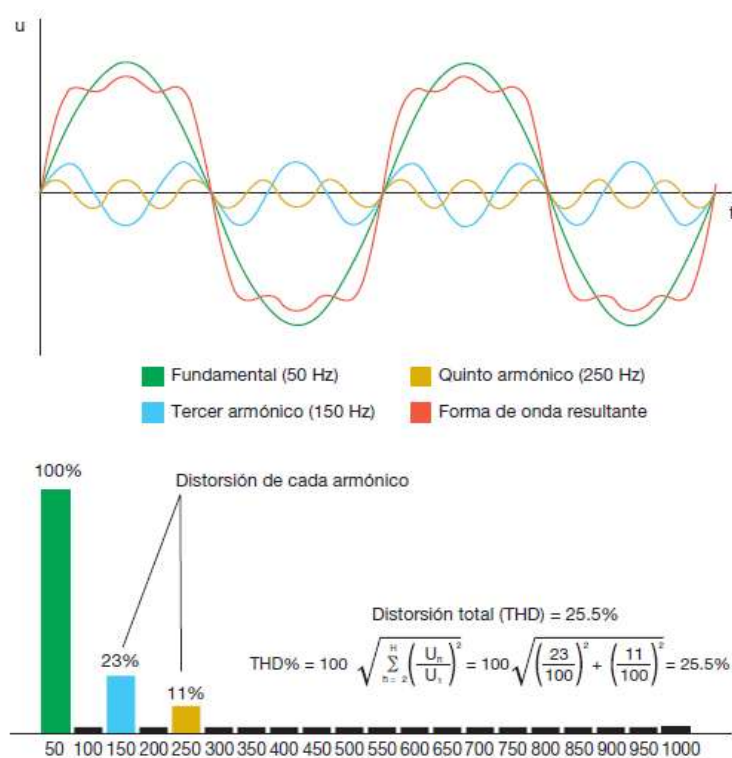 u
t
Fundamental (50 Hz)
Quinto armónico (250 Hz)
Tercer armónico (150 Hz)
Forma de onda resultante
100%
Distorsión de cada armónico
23%
11%
Distorsión total (THD) = 25.5%
THD% = 100 √ H Σ h = 2 (Uₙ/U₁)² = 100 √ (23/100)² + (11/100)² = 25.5%
50 100 150 200 250 300 350 400 450 500 550 600 650 700 750 800 850 900 950 1000